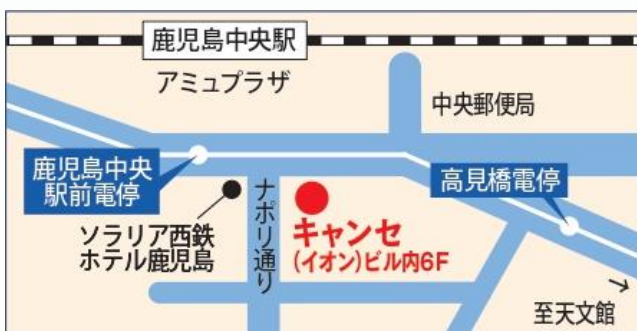 鹿児島中央駅
アミュプラザ
中央郵便局
鹿児島中央
駅前電停
高見橋電停
ソラリア西鉄
ホテル鹿児島
ナポリ通り
キャンセ
(イオン)ビル内6F
至天文館